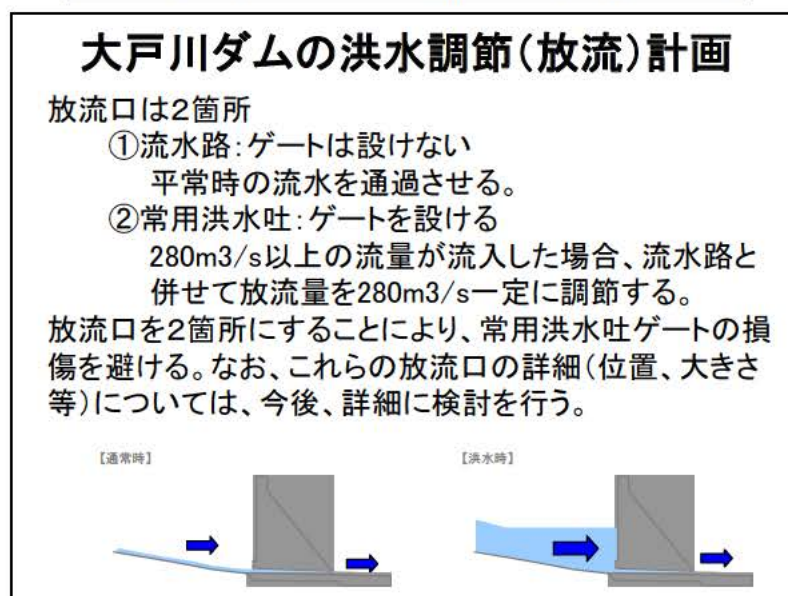 大戸川ダムの洪水調節(放流)計画
放流口は2箇所
①流水路:ゲートは設けない
平常時の流水を通過させる。
②常用洪水吐:ゲートを設ける
280m3/s以上の流量が流入した場合、流水路と
併せて放流量を280m3/s一定に調節する。
放流口を2箇所にすることにより、常用洪水吐ゲートの損
傷を避ける。なお、これらの放流口の詳細(位置、大きさ
等)については、今後、詳細に検討を行う。
【通常時】
【洪水時】